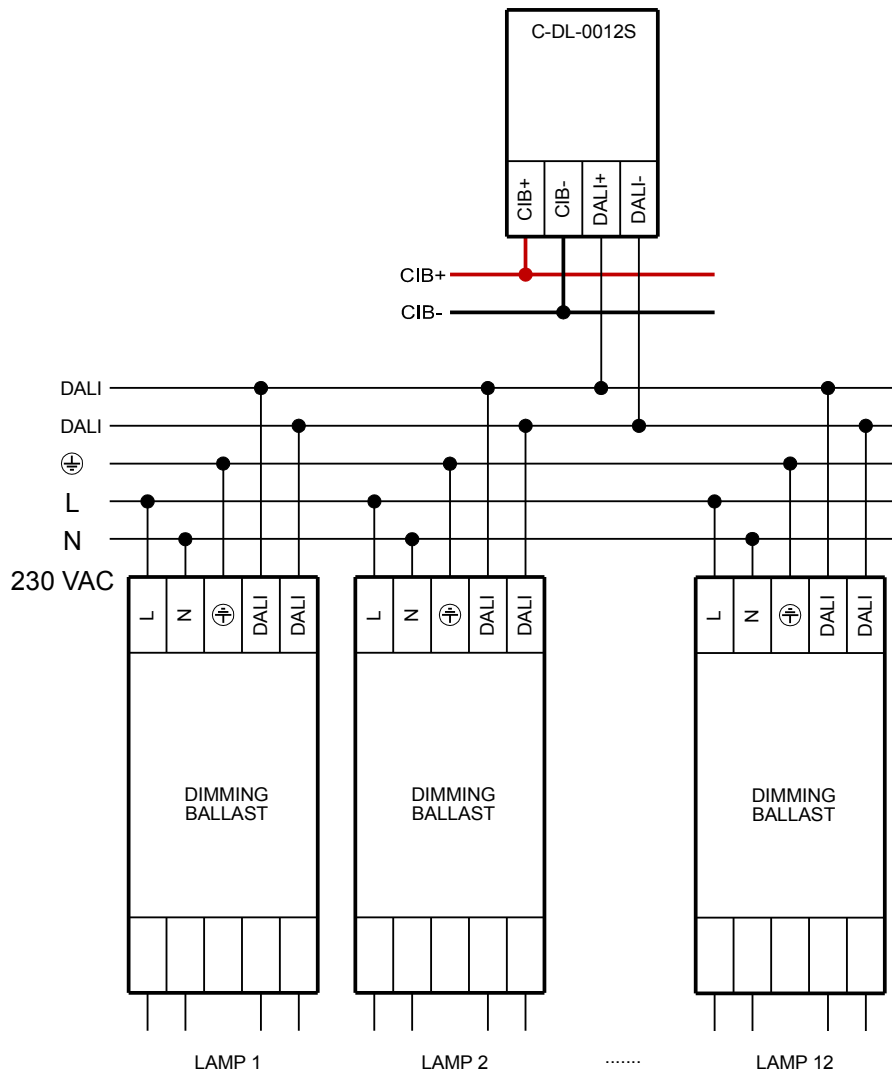 C-DL-0012S
CIB+ CIB- DALI+ DALI-
CIB+
CIB-
DALI
DALI
L
N
230 VAC
L N DALI DALI
L N DALI DALI
L N DALI DALI
DIMMING
BALLAST
DIMMING
BALLAST
DIMMING
BALLAST
LAMP 1
LAMP 2
.......
LAMP 12